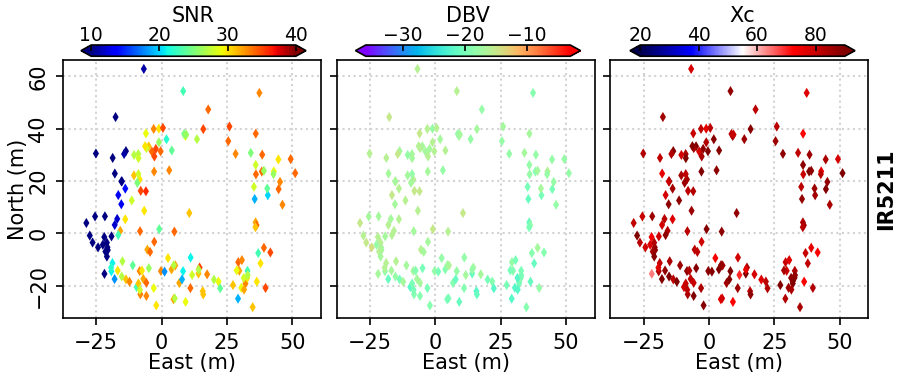 SNR DBV Xc
10 20 30 40 −30 −20 −10 20 40 60 80
60
40
20
0
−20
North (m)
IR5211
−25 0 25 50 −25 0 25 50 −25 0 25 50
East (m) East (m) East (m)